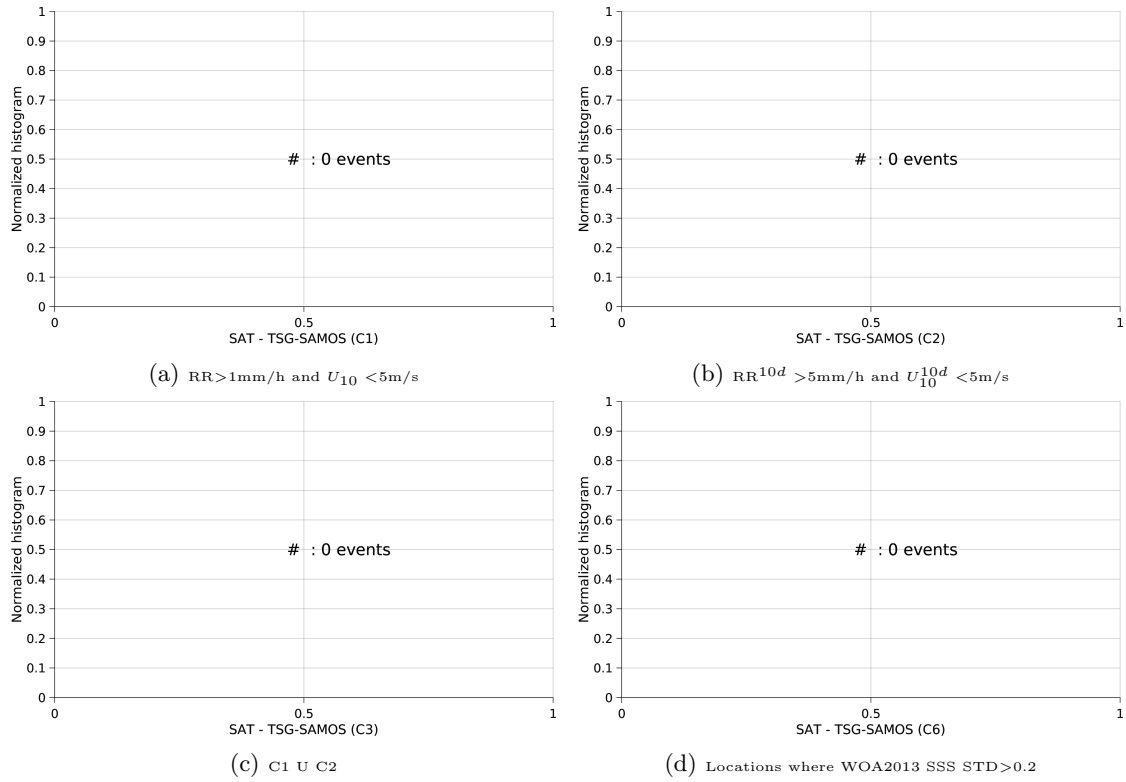 1
0.9
0.8
0.7
0.6
0.5
0.4
0.3
0.2
0.1
0
Normalized histogram
# : 0 events
0 0.5 1
SAT - TSG-SAMOS (C1)
(a) RR>1mm/h and U10 <5m/s
1
0.9
0.8
0.7
0.6
0.5
0.4
0.3
0.2
0.1
0
Normalized histogram
# : 0 events
0 0.5 1
SAT - TSG-SAMOS (C2)
(b) RR10d >5mm/h and U10d10 <5m/s
1
0.9
0.8
0.7
0.6
0.5
0.4
0.3
0.2
0.1
0
Normalized histogram
# : 0 events
0 0.5 1
SAT - TSG-SAMOS (C3)
(c) C1 U C2
1
0.9
0.8
0.7
0.6
0.5
0.4
0.3
0.2
0.1
0
Normalized histogram
# : 0 events
0 0.5 1
SAT - TSG-SAMOS (C6)
(d) Locations where WOA2013 SSS STD>0.2